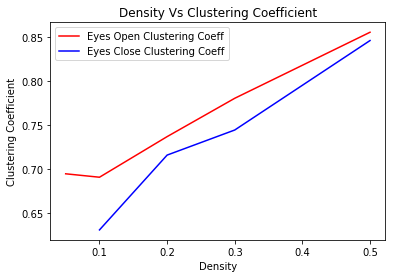 Density Vs Clustering Coefficient
Eyes Open Clustering Coeff
Eyes Close Clustering Coeff
Clustering Coefficient
0.85
0.80
0.75
0.70
0.65
0.1 0.2 0.3 0.4 0.5
Density